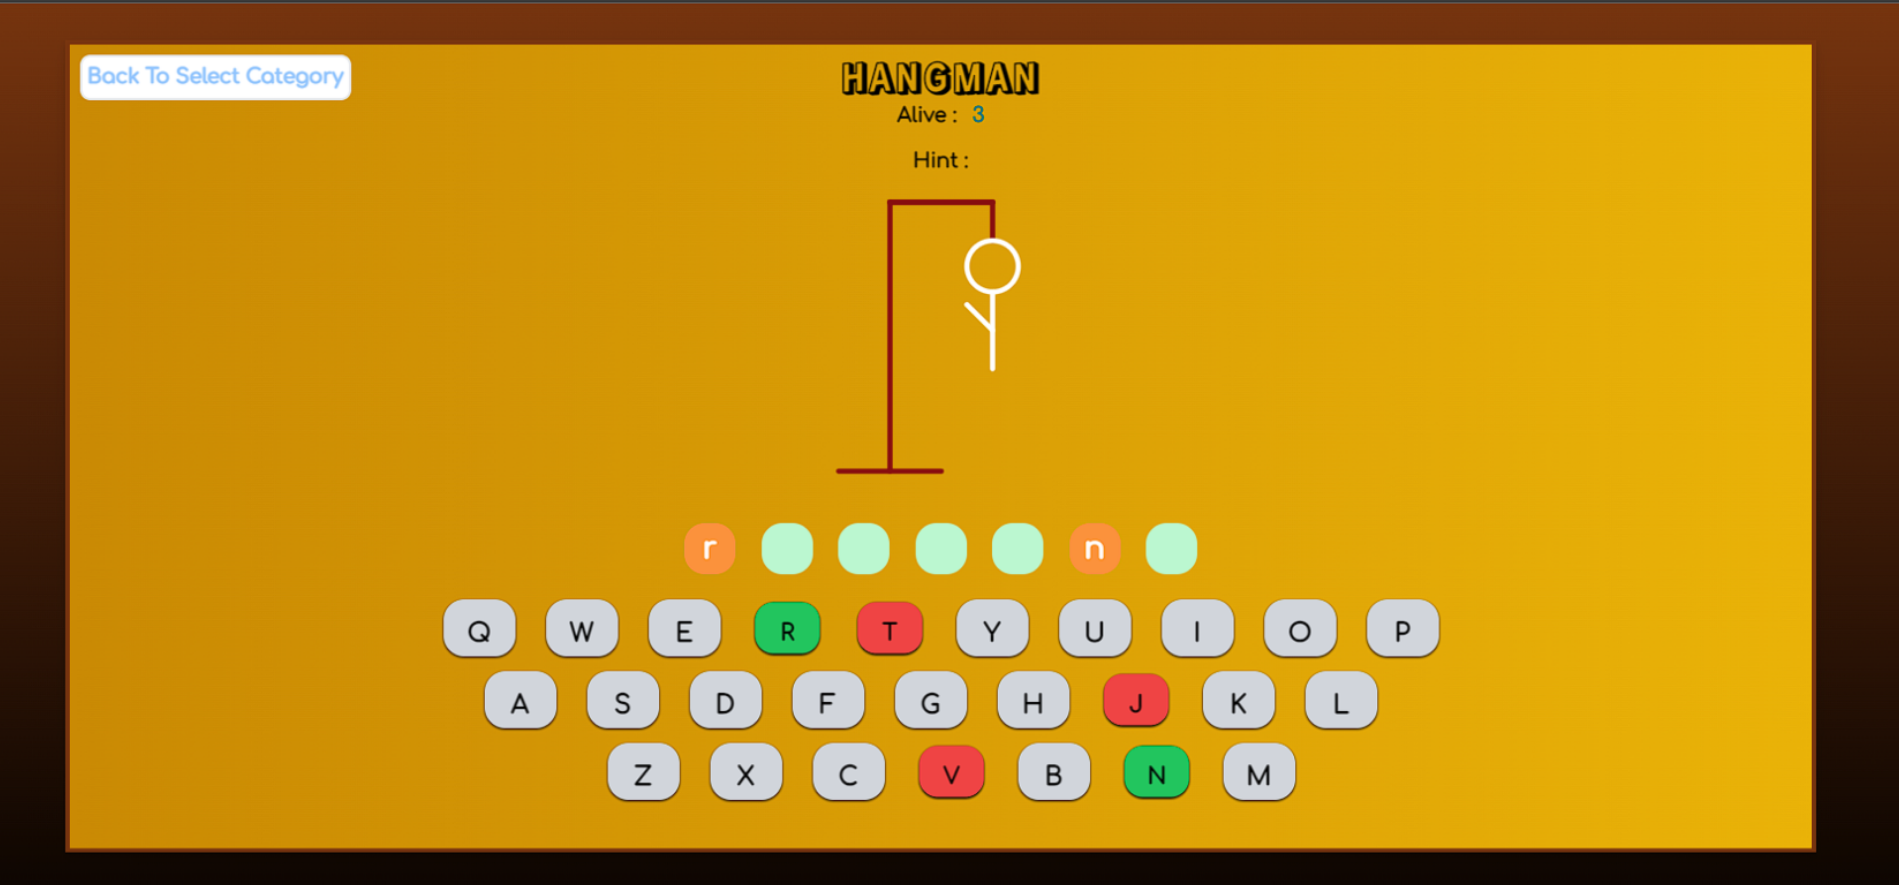 Back To Select Category
HANGMAN
Alive : 3
Hint :
r n
Q W E R T Y U I O P
A S D F G H J K L
Z X C V B N M